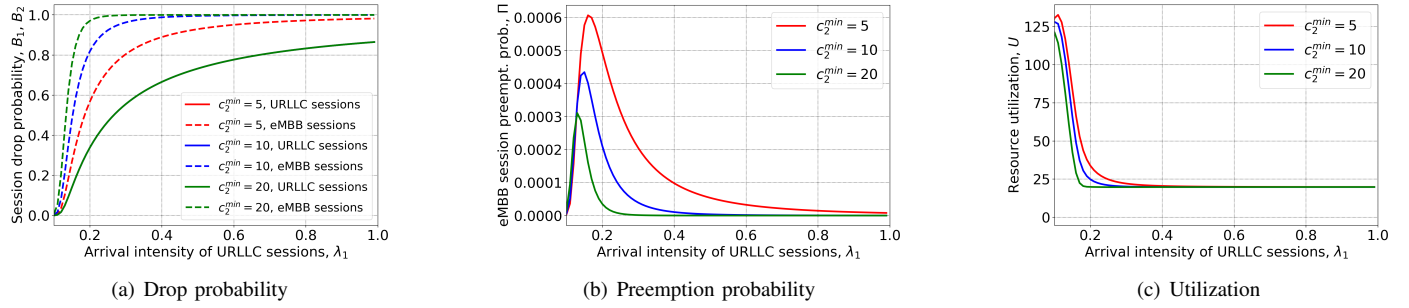 Session drop probability, B₁, B₂
1.0
0.8
0.6
0.4
0.2
0.0
c₂ᵐⁱⁿ = 5, URLLC sessions
c₂ᵐⁱⁿ = 5, eMBB sessions
c₂ᵐⁱⁿ = 10, URLLC sessions
c₂ᵐⁱⁿ = 10, eMBB sessions
c₂ᵐⁱⁿ = 20, URLLC sessions
c₂ᵐⁱⁿ = 20, eMBB sessions
0.2 0.4 0.6 0.8 1.0
Arrival intensity of URLLC sessions, λ₁
(a) Drop probability
eMBB session preempt. prob., Π
0.0006
0.0005
0.0004
0.0003
0.0002
0.0001
0.0000
c₂ᵐⁱⁿ = 5
c₂ᵐⁱⁿ = 10
c₂ᵐⁱⁿ = 20
0.2 0.4 0.6 0.8 1.0
Arrival intensity of URLLC sessions, λ₁
(b) Preemption probability
Resource utilization, U
125
100
75
50
25
0
c₂ᵐⁱⁿ = 5
c₂ᵐⁱⁿ = 10
c₂ᵐⁱⁿ = 20
0.2 0.4 0.6 0.8 1.0
Arrival intensity of URLLC sessions, λ₁
(c) Utilization